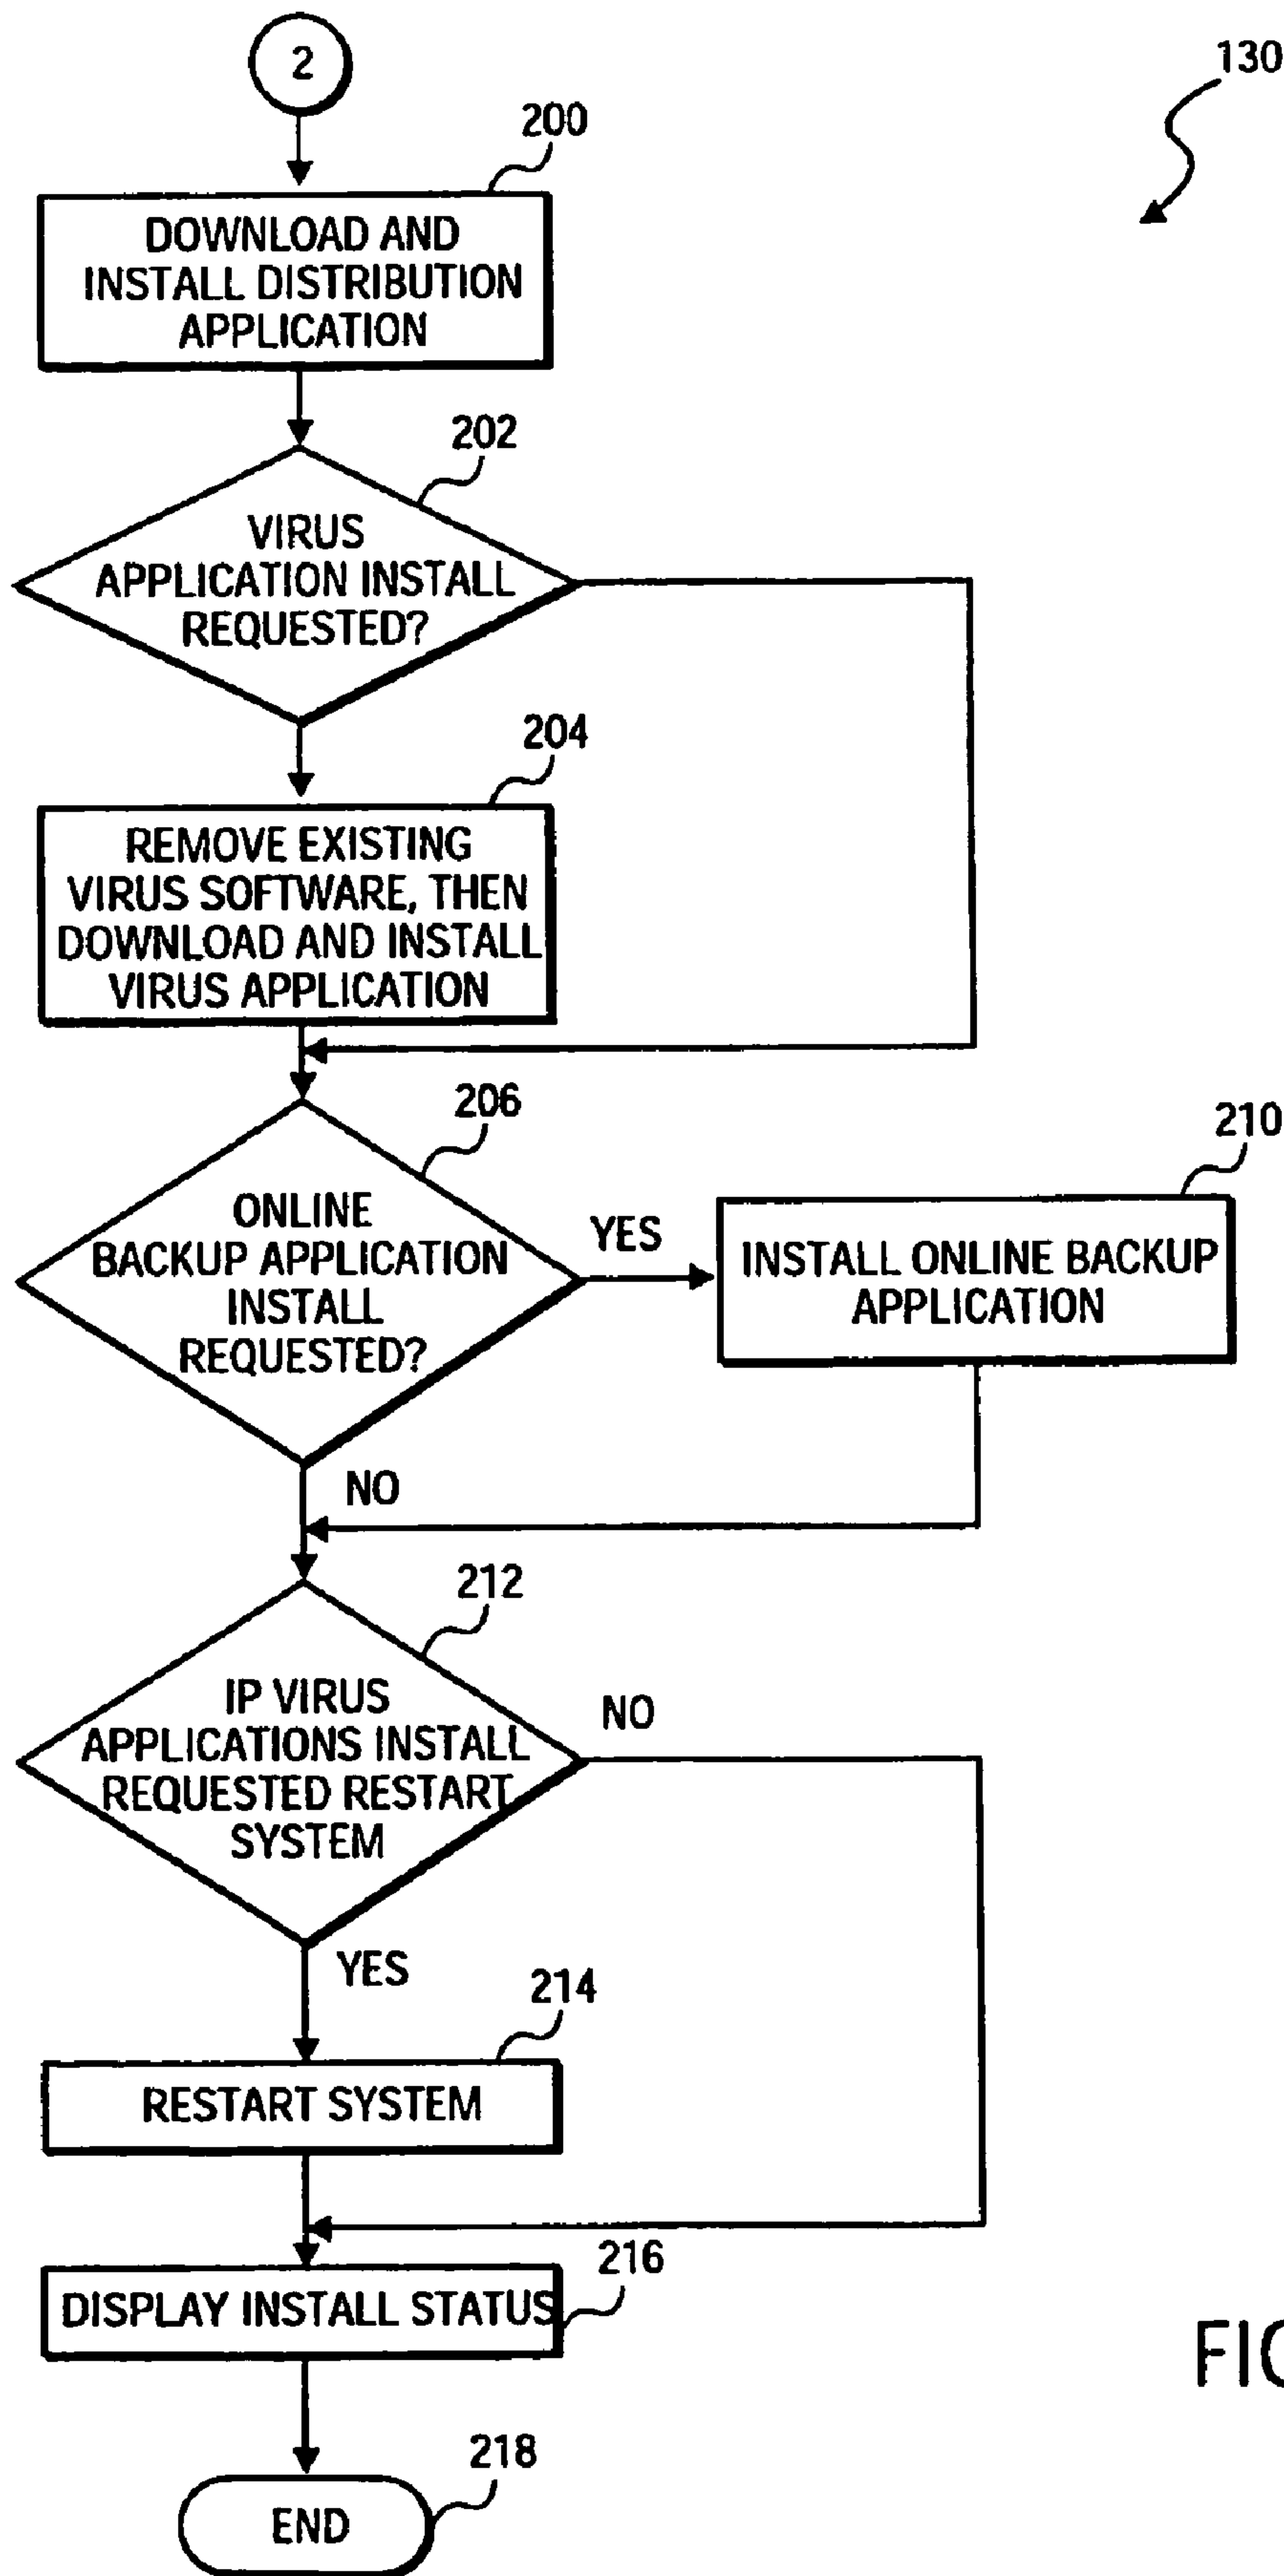 2
130
200
DOWNLOAD AND
INSTALL DISTRIBUTION
APPLICATION
202
VIRUS
APPLICATION INSTALL
REQUESTED?
204
REMOVE EXISTING
VIRUS SOFTWARE, THEN
DOWNLOAD AND INSTALL
VIRUS APPLICATION
206
ONLINE
BACKUP APPLICATION
INSTALL
REQUESTED?
YES
210
INSTALL ONLINE BACKUP
APPLICATION
NO
212
IP VIRUS
APPLICATIONS INSTALL
REQUESTED RESTART
SYSTEM
NO
YES
214
RESTART SYSTEM
216
DISPLAY INSTALL STATUS
218
END